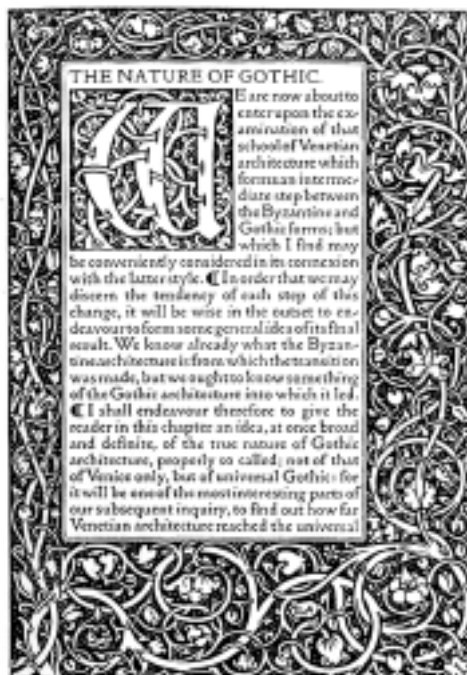 THE NATURE OF GOTHIC.
WE are now about to
enter upon the ex-
amination of that
school of Venetian
architecture which
forms an interme-
diate step between
the Byzantine and
Gothic forms; but
which I find may
be conveniently considered in its connexion
with the latter style. ❡ In order that we may
discern the tendency of each step of this
change, it will be wise in the outset to en-
deavour to form some general idea of its final
result. We know already what the Byzan-
tine architecture is from which the transition
was made, but we ought to know something
of the Gothic architecture into which it led.
❡ I shall endeavour therefore to give the
reader in this chapter an idea, at once broad
and definite, of the true nature of Gothic
architecture, properly so called; not of that
of Venice only, but of universal Gothic: for
it will be one of the most interesting parts of
our subsequent inquiry, to find out how far
Venetian architecture reached the universal